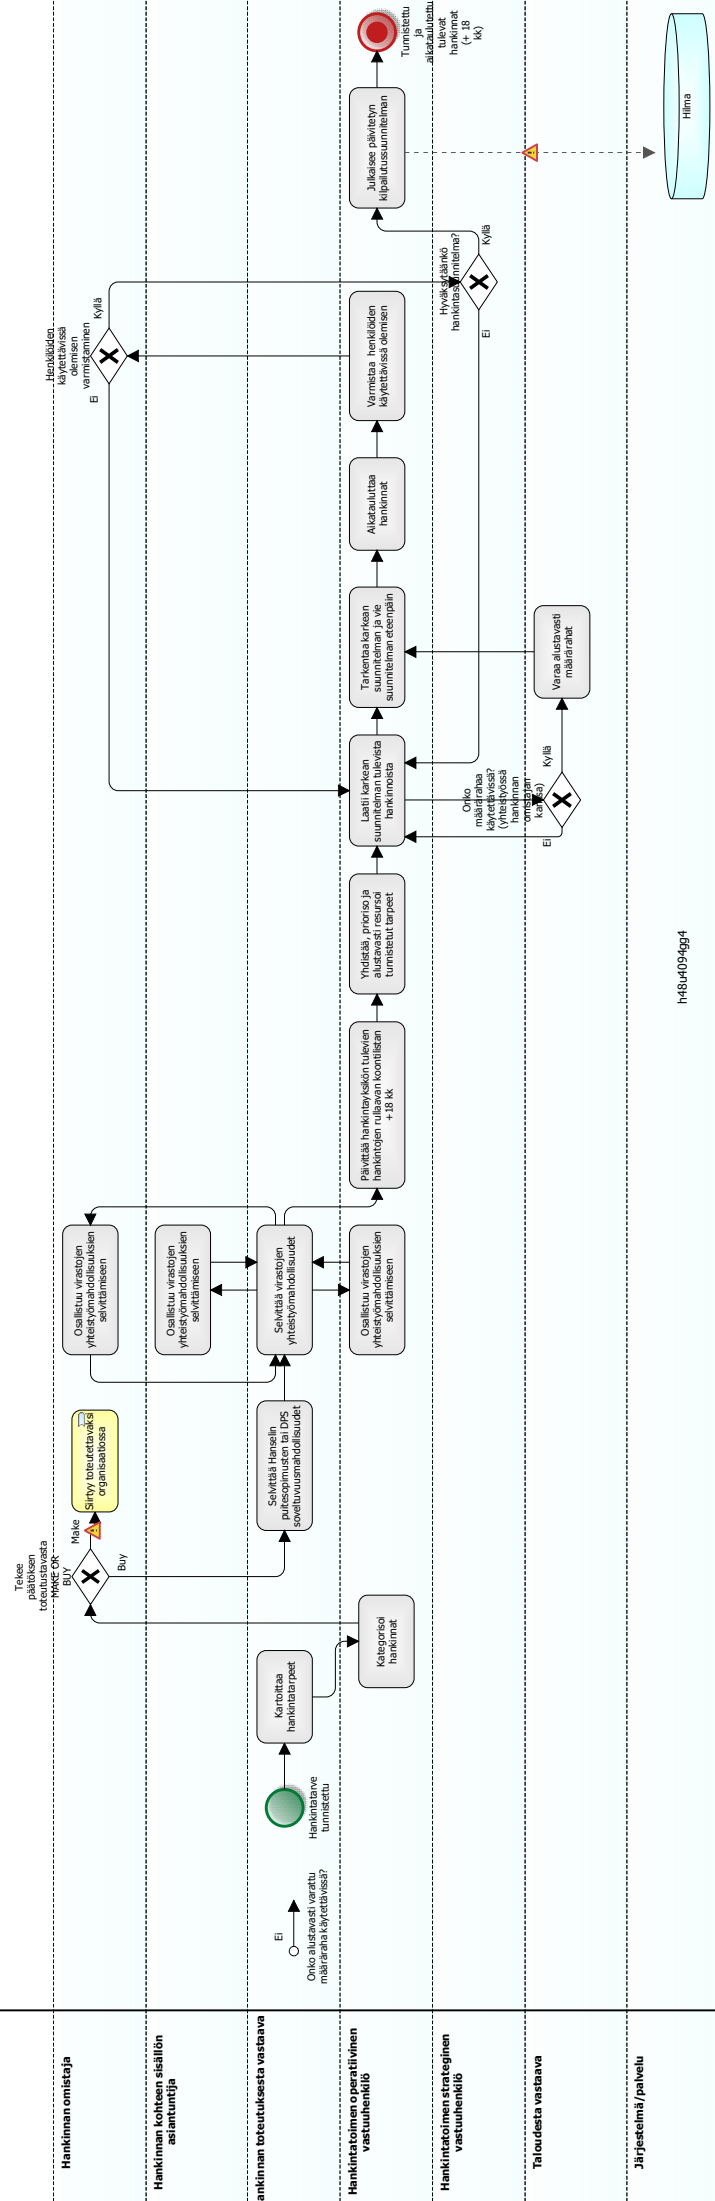 Hankinnan omistaja
Hankinnan kohteen sisällön
asiantuntija
ankinnan toteutuksesta vastaava
Hankintatoimen operatiivinen
vastuuhenkilö
Hankintatoimen strateginen
vastuuhenkilö
Taloudesta vastaava
Järjestelmä/palvelu
Ei
Onko alustavasti varattu
määräraha käytettävissä?
Hankintatarve
tunnistettu
Kartoittaa
hankintatarpeet
Kategorisoi
hankinnat
Tekee
päätöksen
toteutustavasta
MAKE OR
BUY
Make
Buy
Siirtyy toteutettavaksi
organisaatiossa
Selvittää Hanselin
puitesopimusten tai DPS
soveltuvuusmahdollisuudet
Osallistuu virastojen
yhteistyömahdollisuuksien
selvittämiseen
Osallistuu virastojen
yhteistyömahdollisuuksien
selvittämiseen
Selvittää virastojen
yhteistyömahdollisuudet
Osallistuu virastojen
yhteistyömahdollisuuksien
selvittämiseen
Päivittää hankintayksikön tulevien
hankintojen rullaavan koontilistan
+18 kk
Yhdistää, prioriso ja
alustavasti resursoi
tunnistetut tarpeet
Laatii karkean
suunnitelman tulevista
hankinnoista
Onko
määrärahaa
käytettävissä?
(yhteistyössä
hankinnan
omistajan
kanssa)
Ei
Kyllä
Varaa alustavasti
määrärahat
Tarkentaa karkean
suunnitelman ja vie
suunnitelman eteenpäin
Aikatauluttaa
hankinnat
Varmistaa henkilöiden
käytettävissä olemisen
Henkilöiden
käytettävissä
olemisen
varmistaminen
Ei
Kyllä
Hyväksytäänkö
hankintasuunnitelma?
Ei
Kyllä
Julkaisee päivitetyn
kilpailutussuunnitelman
Tunnistettu
ja
aikataulutettu
tulevat
hankinnat
(+ 18
kk)
Hilma
h48u4094gg4